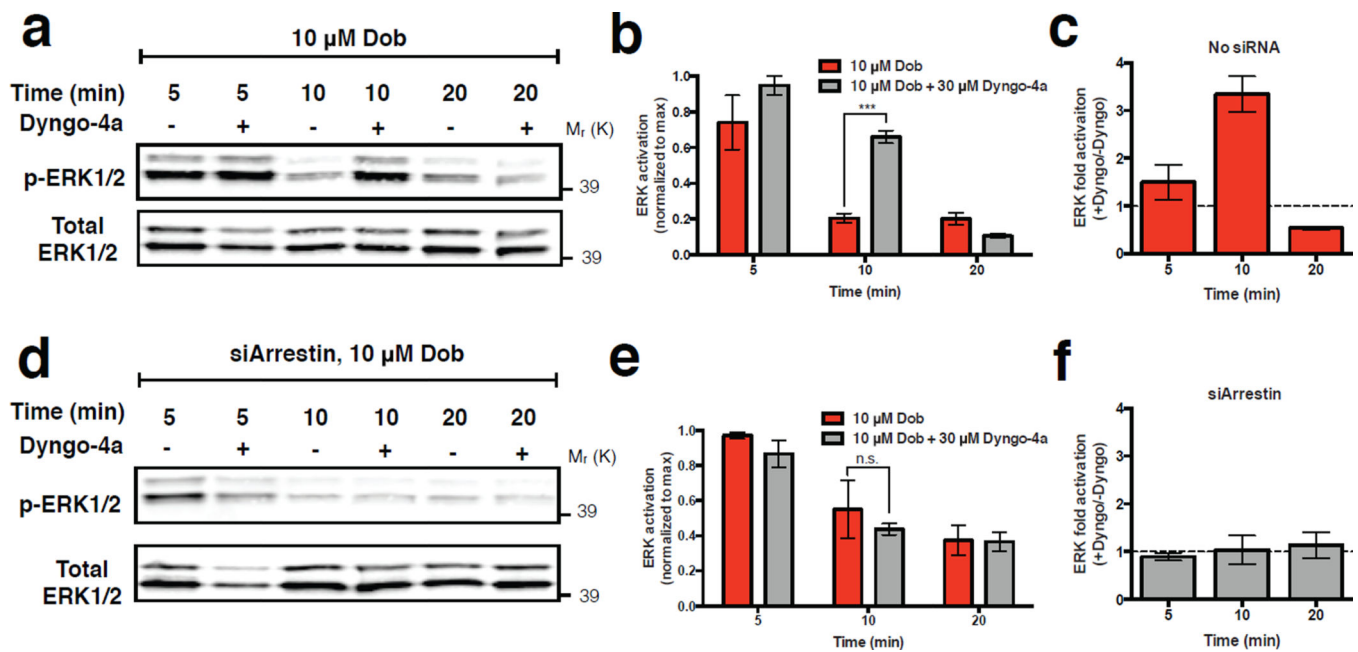 a
10 µM Dob
Time (min) 5 5 10 10 20 20
Dyngo-4a - + - + - + Mr (K)
p-ERK1/2
39
Total
ERK1/2
39
b
10 µM Dob
10 µM Dob + 30 µM Dyngo-4a
***
ERK activation
(normalized to max)
1.0
0.8
0.6
0.4
0.2
0.0
5 10 20
Time (min)
c
No siRNA
ERK fold activaiton
(+Dyngo/-Dyngo)
4
3
2
1
0
5 10 20
Time (min)
d
siArrestin, 10 µM Dob
Time (min) 5 5 10 10 20 20
Dyngo-4a - + - + - + Mr (K)
p-ERK1/2
39
Total
ERK1/2
39
e
10 µM Dob
10 µM Dob + 30 µM Dyngo-4a
n.s.
ERK activation
(normalized to max)
1.0
0.8
0.6
0.4
0.2
0.0
5 10 20
Time (min)
f
siArrestin
ERK fold activation
(+Dyngo/-Dyngo)
4
3
2
1
0
5 10 20
Time (min)